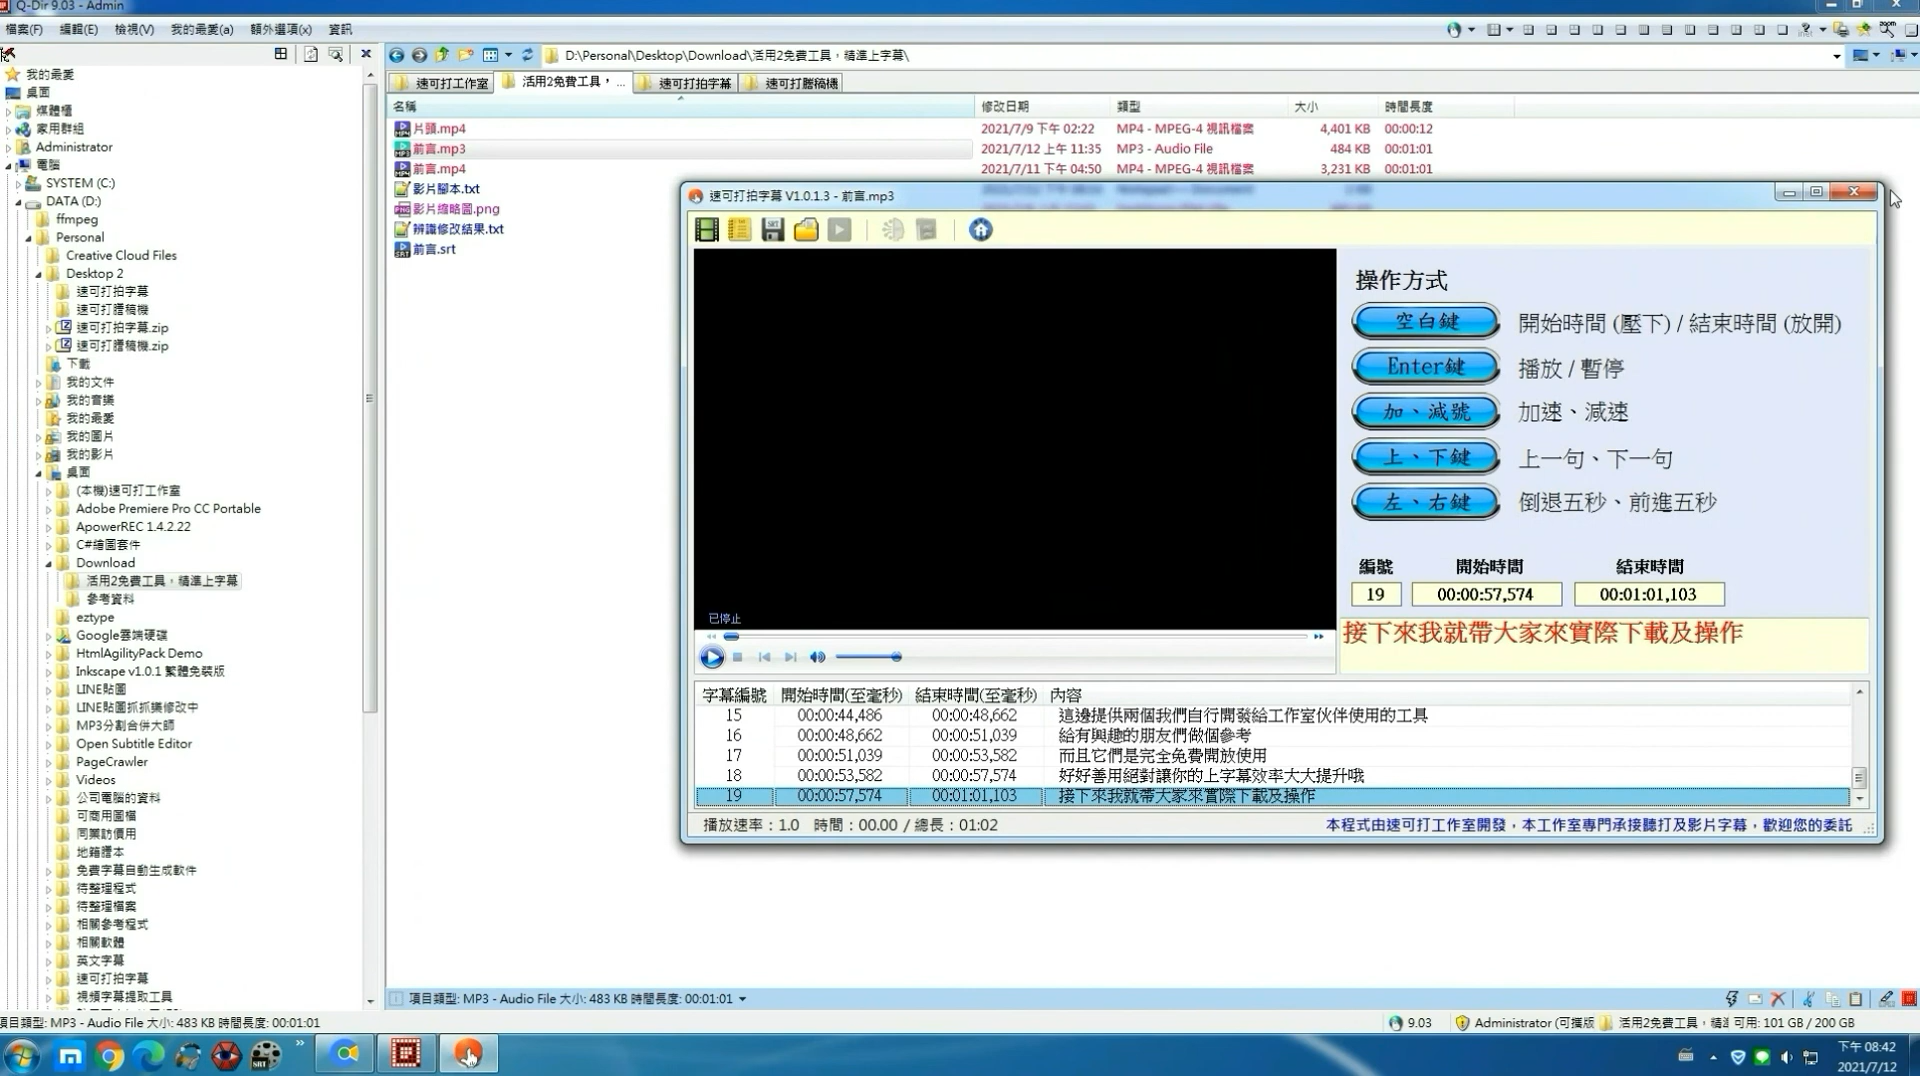 Q-Dir 9.03 - Admin
檔案(F) 編輯(E) 檢視(V) 我的最愛(a) 額外選項(x) 資訊
我的最愛
桌面
媒體櫃
家用群組
Administrator
電腦
SYSTEM (C:)
DATA (D:)
ffmpeg
Personal
Creative Cloud Files
Desktop 2
速可打拍字幕
速可打謄稿機
速可打拍字幕.zip
速可打謄稿機.zip
下載
我的文件
我的音樂
我的最愛
我的圖片
我的影片
桌面
(本機)速可打工作室
Adobe Premiere Pro CC Portable
ApowerREC 1.4.2.22
C#繪圖套件
Download
活用2免費工具，精準上字幕
參考資料
eztype
Google雲端硬碟
HtmlAgilityPack Demo
Inkscape v1.0.1 繁體免裝版
LINE貼圖
LINE貼圖抓抓樂修改中
MP3分割合併大師
Open Subtitle Editor
PageCrawler
Videos
公司電腦的資料
可商用圖檔
同業訪價用
地籍謄本
免費字幕自動生成軟件
待整理程式
待整理檔案
相關參考程式
相關軟體
英文字幕
速可打拍字幕
視頻字幕提取工具
D:\Personal\Desktop\Download\活用2免費工具，精準上字幕\
速可打工作室 活用2免費工具，... 速可打拍字幕 速可打謄稿機
名稱 修改日期 類型 大小 時間長度
片頭.mp4 2021/7/9 下午 02:22 MP4 - MPEG-4 視訊檔案 4,401 KB 00:00:12
前言.mp3 2021/7/12 上午 11:35 MP3 - Audio File 484 KB 00:01:01
前言.mp4 2021/7/11 下午 04:50 MP4 - MPEG-4 視訊檔案 3,231 KB 00:01:01
影片腳本.txt
影片縮略圖.png
辨識修改結果.txt
前言.srt
速可打拍字幕 V1.0.1.3 - 前言.mp3
操作方式
空白鍵 開始時間 (壓下) / 結束時間 (放開)
Enter鍵 播放 / 暫停
加、減號 加速、減速
上、下鍵 上一句、下一句
左、右鍵 倒退五秒、前進五秒
編號 開始時間 結束時間
19 00:00:57,574 00:01:01,103
接下來我就帶大家來實際下載及操作
已停止
字幕編號 開始時間(至毫秒) 結束時間(至毫秒) 內容
15 00:00:44,486 00:00:48,662 這邊提供兩個我們自行開發給工作室伙伴使用的工具
16 00:00:48,662 00:00:51,039 給有興趣的朋友們做個參考
17 00:00:51,039 00:00:53,582 而且它們是完全免費開放使用
18 00:00:53,582 00:00:57,574 好好善用絕對讓你的上字幕效率大大提升哦
19 00:00:57,574 00:01:01,103 接下來我就帶大家來實際下載及操作
播放速率：1.0 時間：00.00 / 總長：01:02 本程式由速可打工作室開發，本工作室專門承接聽打及影片字幕，歡迎您的委託
項目類型: MP3 - Audio File 大小: 483 KB 時間長度: 00:01:01
項目類型: MP3 - Audio File 大小: 483 KB 時間長度: 00:01:01 9.03 Administrator (可攜版 活用2免費工具，精準 可用: 101 GB / 200 GB
下午 08:42
2021/7/12